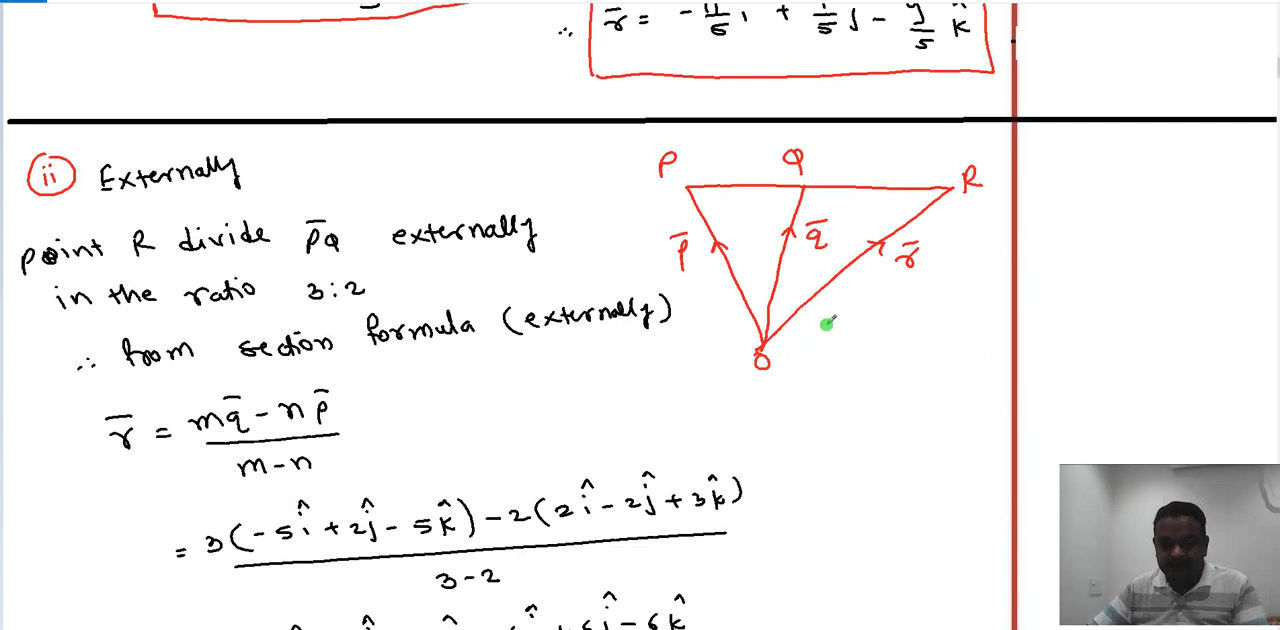 ∴ r̄ = - 11/5 i + 1/5 j - 9/5 k̂
ii Externally
point R divide p̄Q externally
in the ratio 3:2
∴ from section formula (externally)
r̄ = mq̄ - np̄ / m-n
= 3(-5î + 2ĵ - 5k̂) - 2(2î - 2ĵ + 3k̂) / 3-2
P Q R
p̄ q̄ r̄
O
j - 6k̂